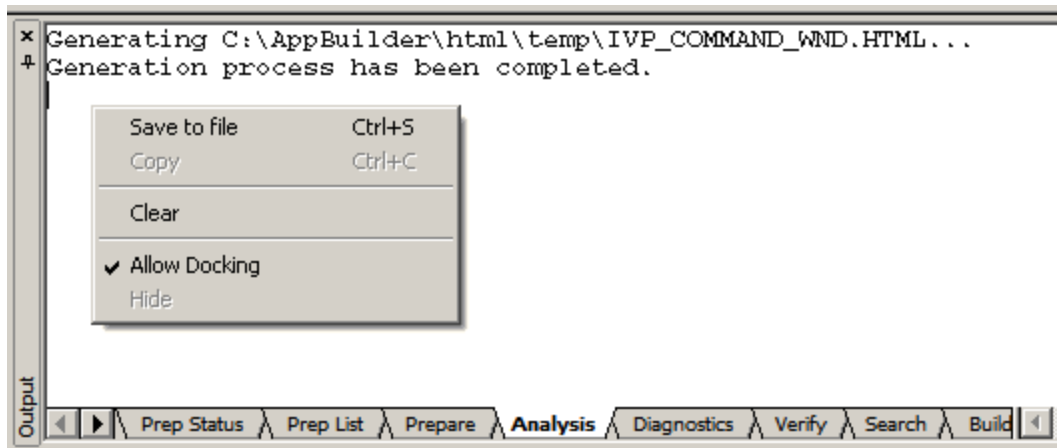 Generating C:\AppBuilder\html\temp\IVP_COMMAND_WND.HTML...
Generation process has been completed.
Save to file Ctrl+S
Copy Ctrl+C
Clear
Allow Docking
Hide
Output
Prep Status Prep List Prepare Analysis Diagnostics Verify Search Build